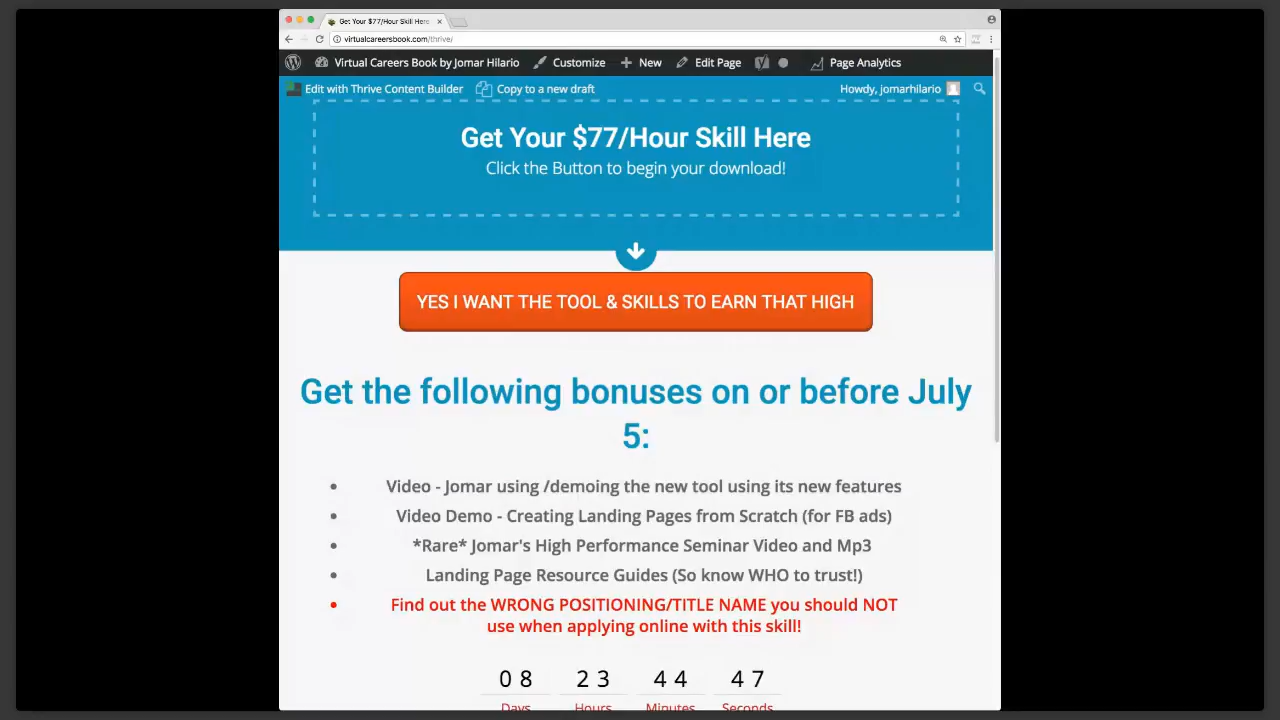 Get Your $77/Hour Skill Here
virtualcareersbook.com/thrive/
Virtual Careers Book by Jomar Hilario Customize New Edit Page Page Analytics
Edit with Thrive Content Builder Copy to a new draft Howdy, jomarhilario
Get Your $77/Hour Skill Here
Click the Button to begin your download!
YES I WANT THE TOOL & SKILLS TO EARN THAT HIGH
Get the following bonuses on or before July
5:
Video - Jomar using /demoing the new tool using its new features
Video Demo - Creating Landing Pages from Scratch (for FB ads)
*Rare* Jomar's High Performance Seminar Video and Mp3
Landing Page Resource Guides (So know WHO to trust!)
Find out the WRONG POSITIONING/TITLE NAME you should NOT
use when applying online with this skill!
08 23 44 47
Days Hours Minutes Seconds